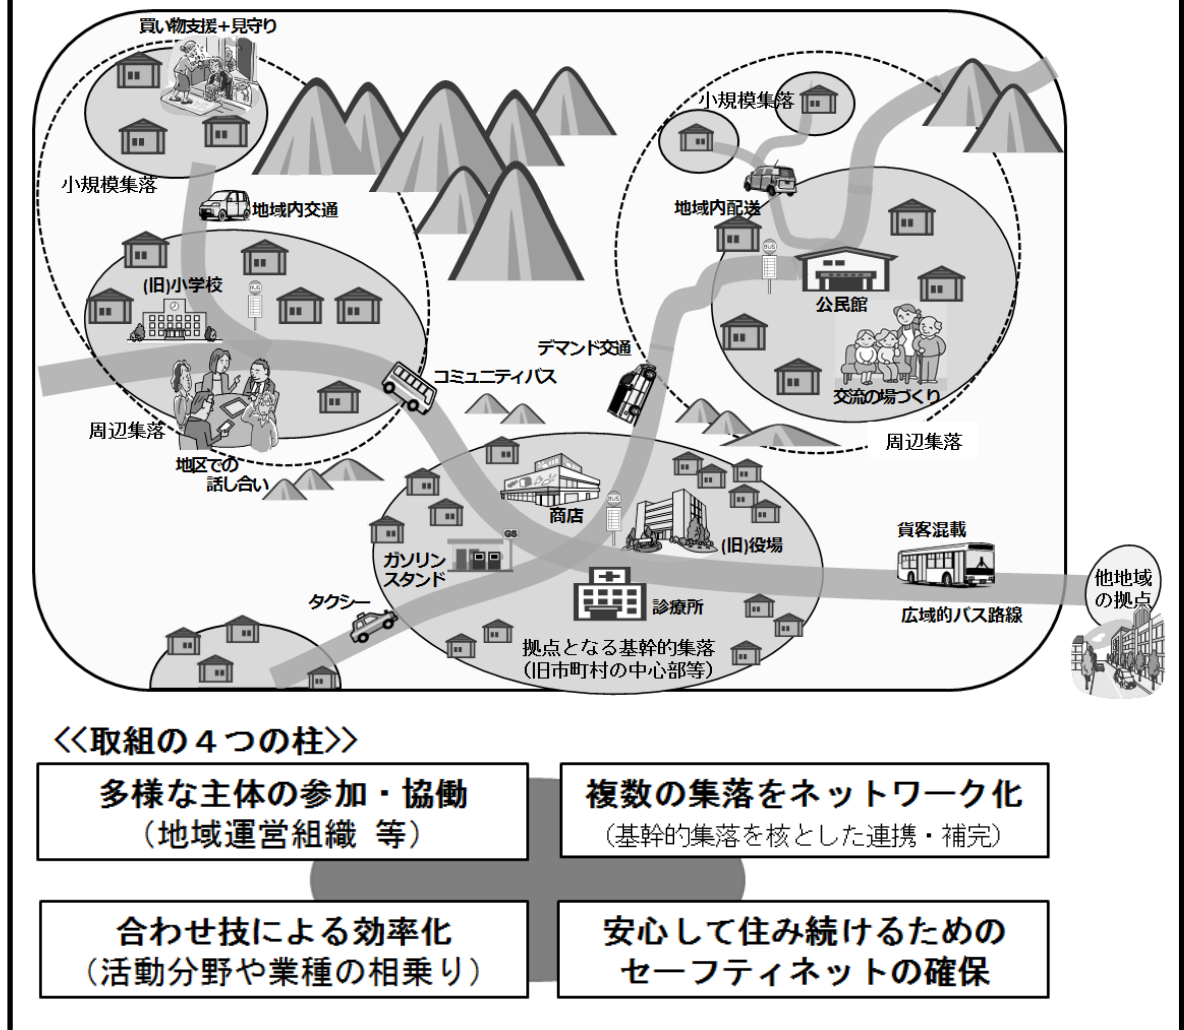 買い物支援＋見守り
小規模集落
地域内交通
(旧)小学校
BUS
周辺集落
地区での
話し合い
コミュニティバス
小規模集落
地域内配送
BUS
公民館
交流の場づくり
周辺集落
デマンド交通
商店
BUS
(旧)役場
GS
ガソリン
スタンド
診療所
タクシー
拠点となる基幹的集落
(旧市町村の中心部等)
貨客混載
広域的バス路線
他地域
の拠点
<<取組の４つの柱>>
多様な主体の参加・協働
（地域運営組織 等）
複数の集落をネットワーク化
（基幹的集落を核とした連携・補完）
合わせ技による効率化
（活動分野や業種の相乗り）
安心して住み続けるための
セーフティネットの確保